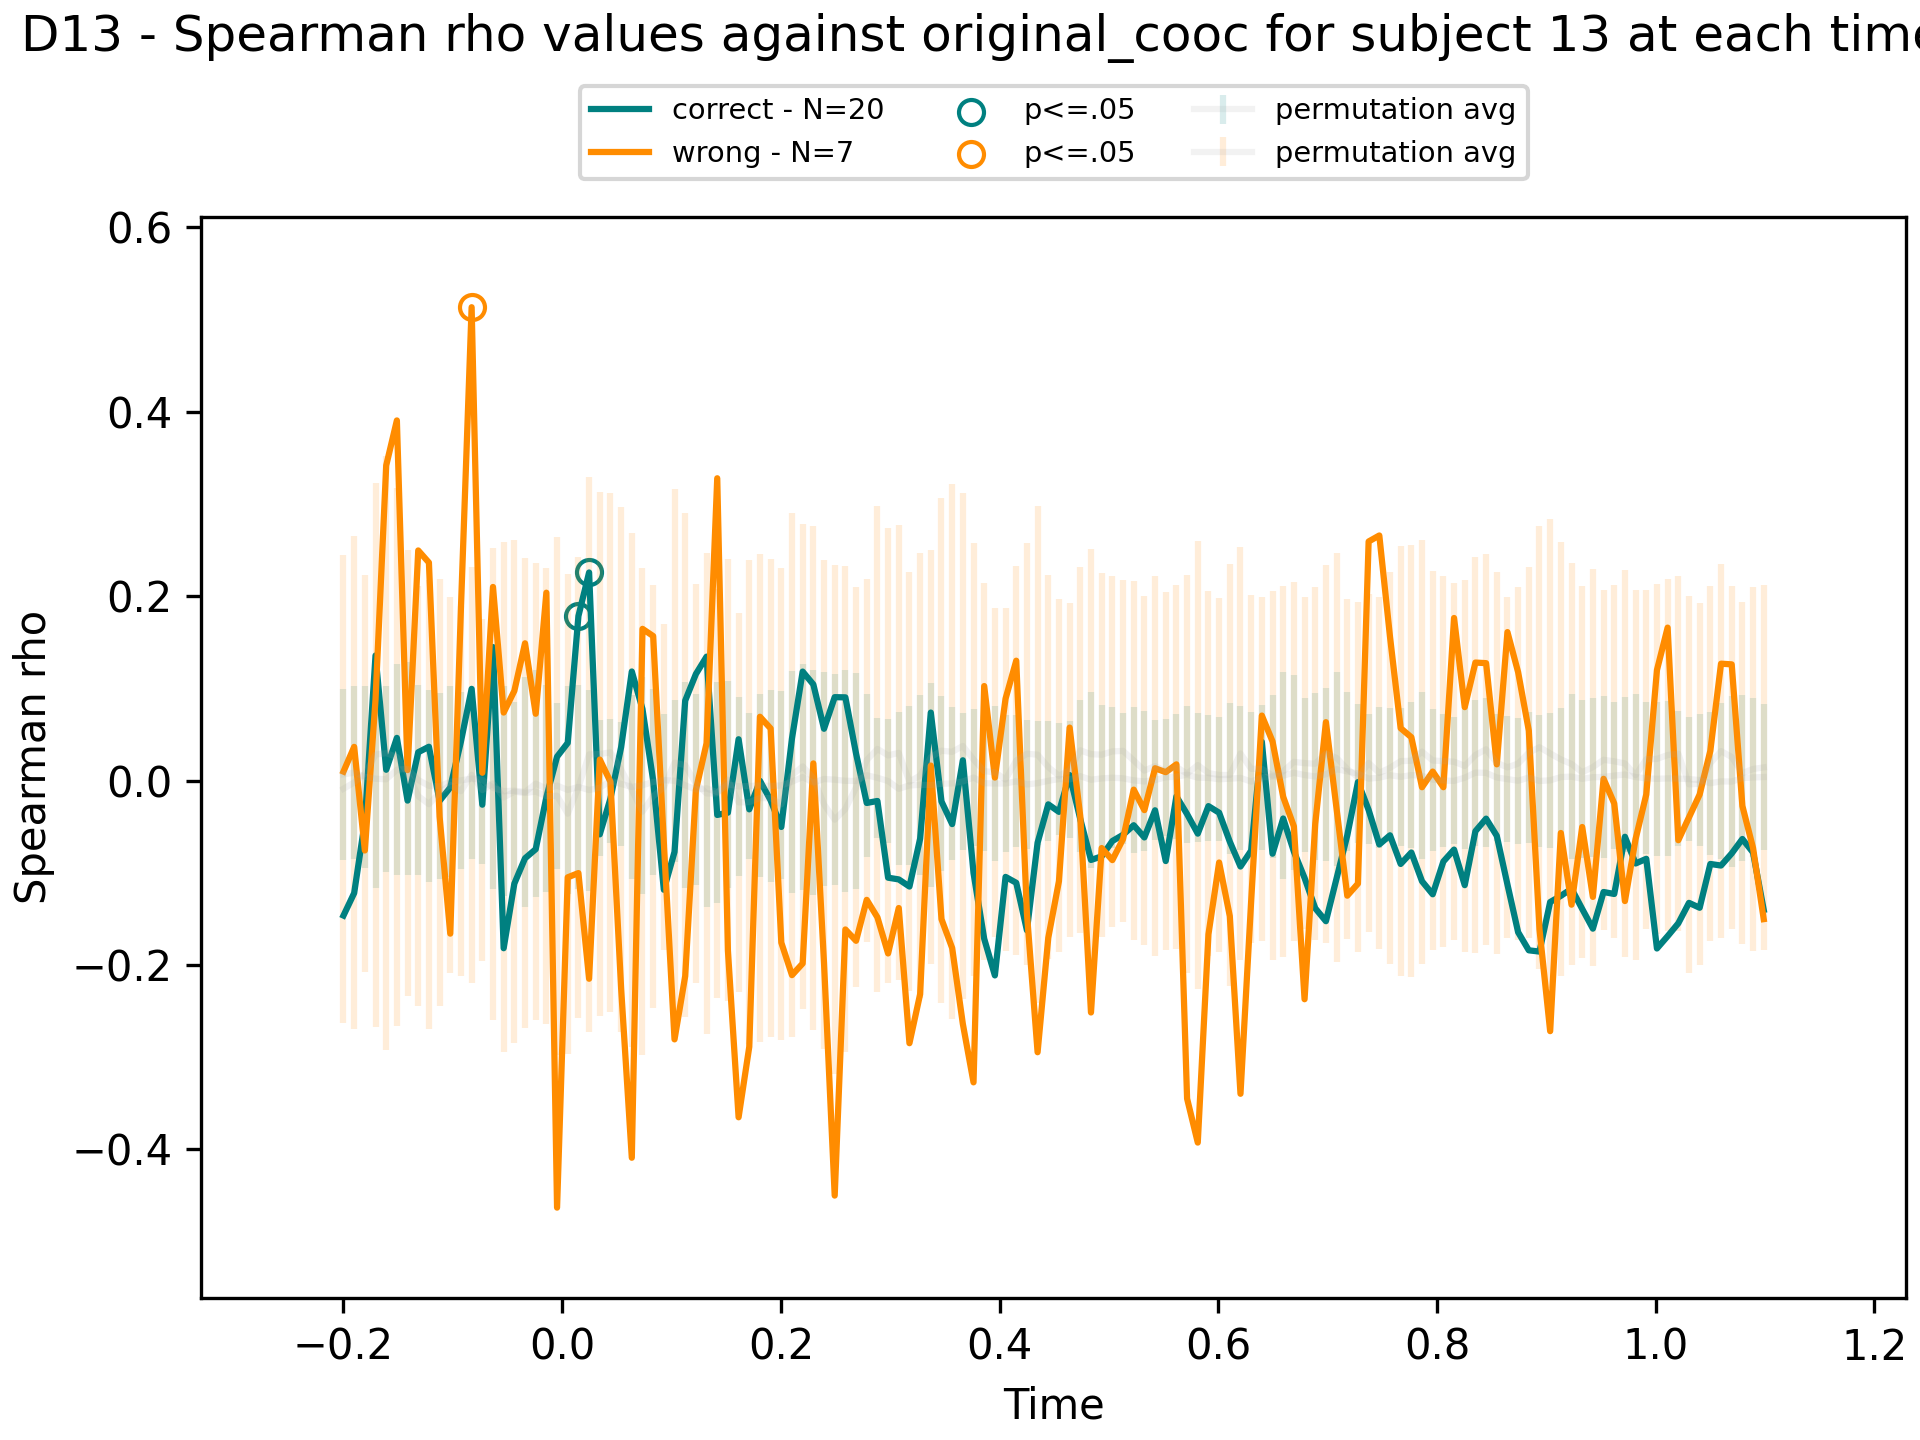 D13 - Spearman rho values against original_cooc for subject 13 at each time
correct - N=20
wrong - N=7
p<=.05
p<=.05
permutation avg
permutation avg
0.6
0.4
0.2
0.0
−0.2
−0.4
Spearman rho
−0.2 0.0 0.2 0.4 0.6 0.8 1.0 1.2
Time